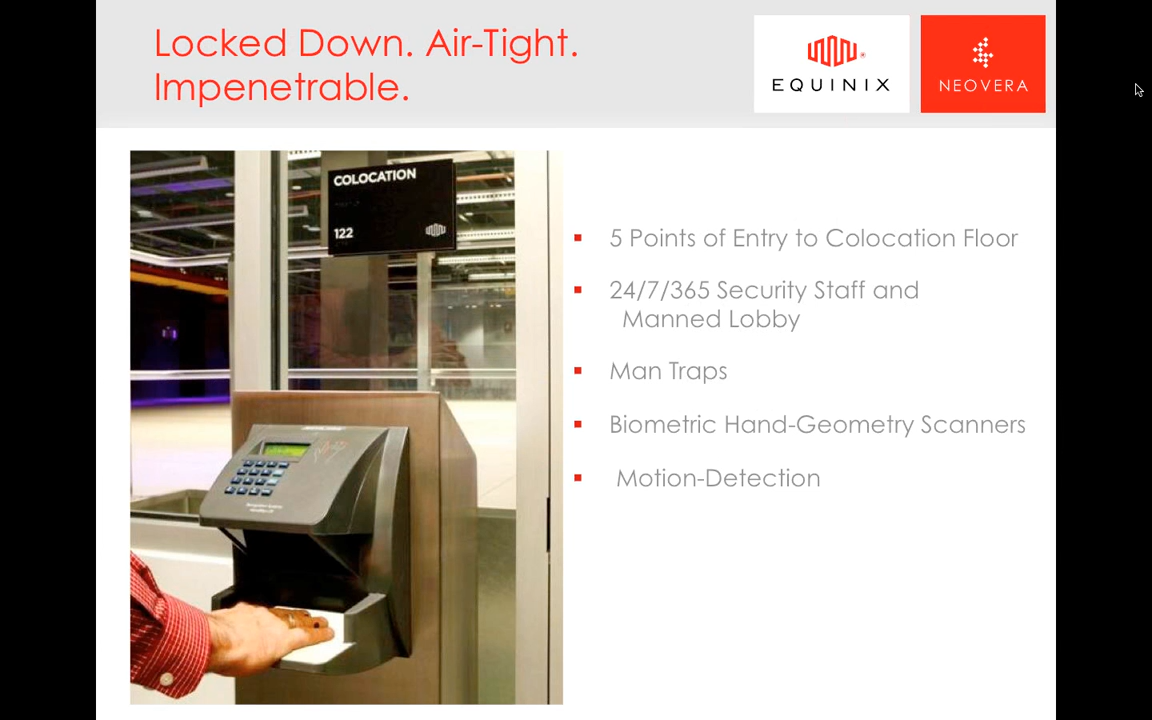 Locked Down. Air-Tight.
Impenetrable.
EQUINIX
NEOVERA
COLOCATION
122
5 Points of Entry to Colocation Floor
24/7/365 Security Staff and
Manned Lobby
Man Traps
Biometric Hand-Geometry Scanners
Motion-Detection